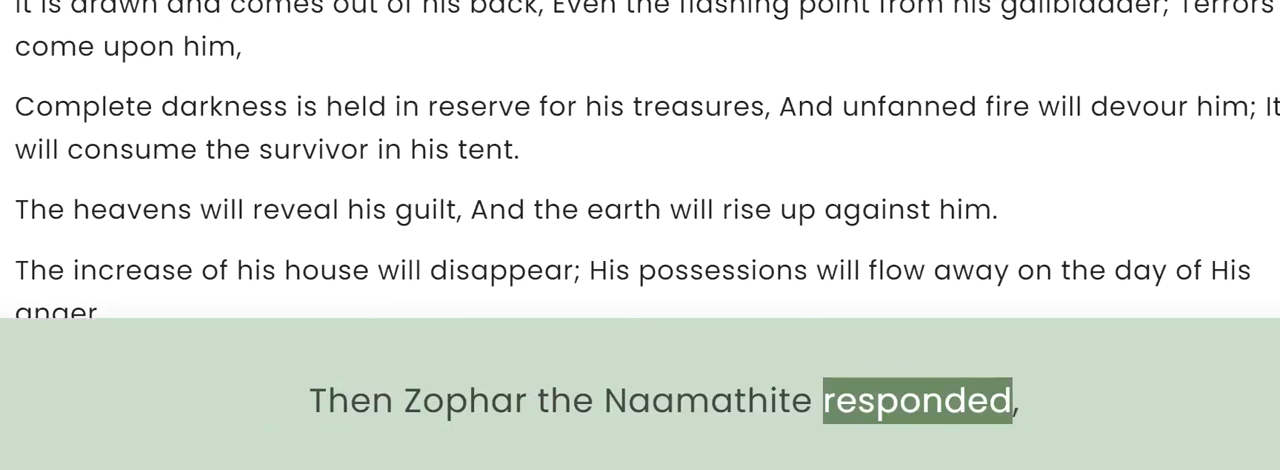 It is drawn and comes out of his back, Even the flashing point from his gallbladder; Terrors
come upon him,
Complete darkness is held in reserve for his treasures, And unfanned fire will devour him; It
will consume the survivor in his tent.
The heavens will reveal his guilt, And the earth will rise up against him.
The increase of his house will disappear; His possessions will flow away on the day of His
anger
Then Zophar the Naamathite responded,